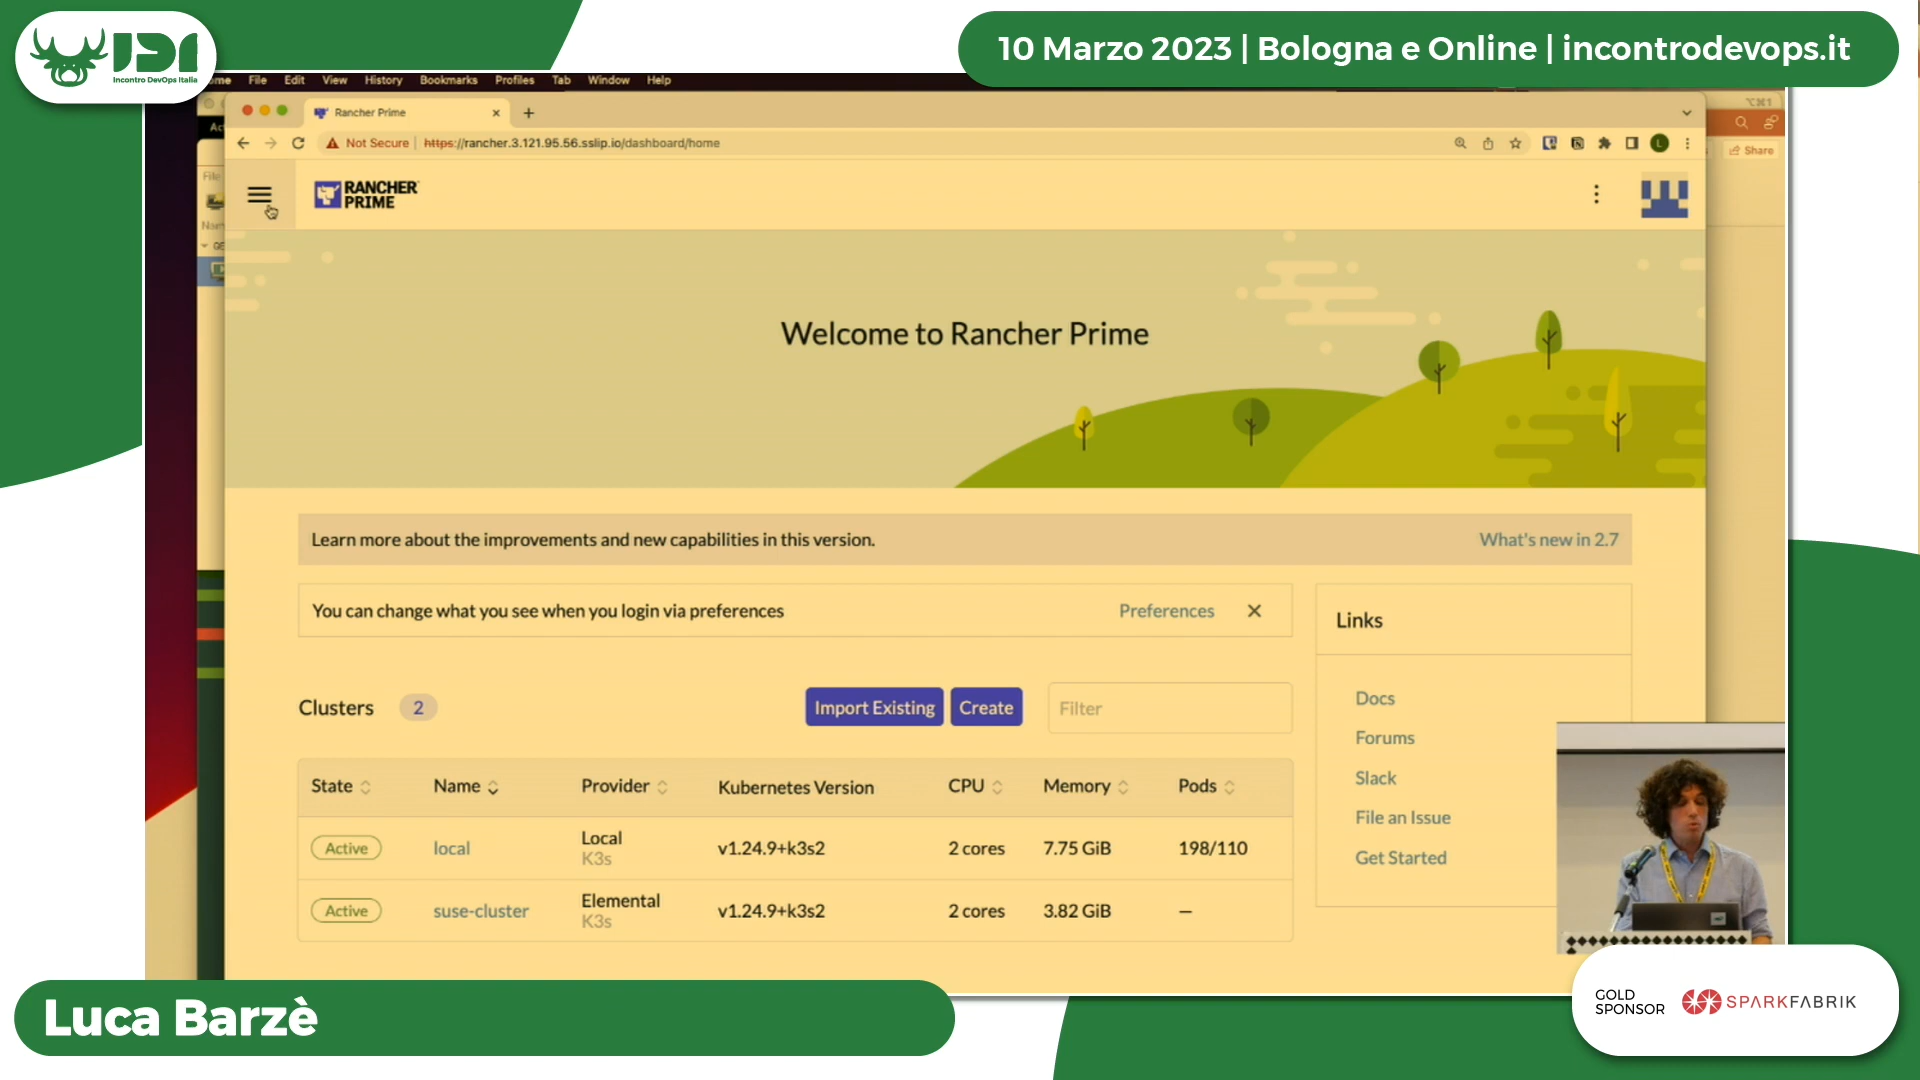 IDI
Incontro DevOps Italia
10 Marzo 2023 | Bologna e Online | incontrodevops.it
File Edit View History Bookmarks Profiles Tab Window Help
Rancher Prime
Not Secure | https://rancher.3.121.95.56.sslip.io/dashboard/home
Share
File
RANCHER
PRIME
Welcome to Rancher Prime
Learn more about the improvements and new capabilities in this version. What's new in 2.7
You can change what you see when you login via preferences Preferences
Links
Docs
Forums
Slack
File an Issue
Get Started
Clusters 2 Import Existing Create Filter
State Name Provider Kubernetes Version CPU Memory Pods
Active local Local v1.24.9+k3s2 2 cores 7.75 GiB 198/110
K3s
Active suse-cluster Elemental v1.24.9+k3s2 2 cores 3.82 GiB —
K3s
Luca Barzè
GOLD
SPONSOR
SPARKFABRIK